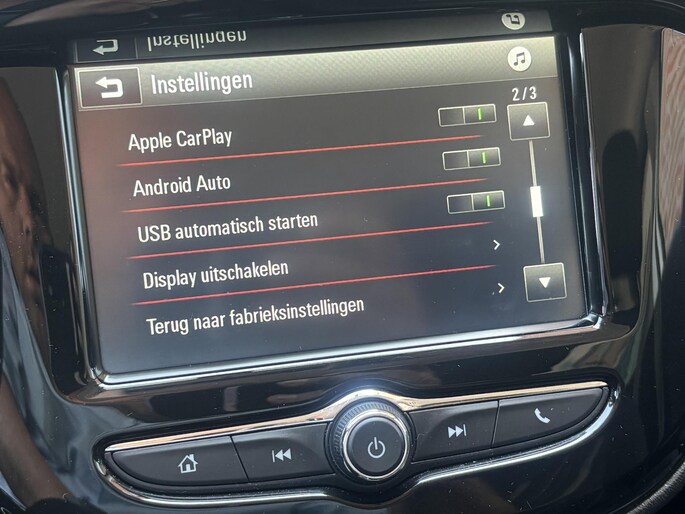 Instellingen
Instellingen
2/3
Apple CarPlay
Android Auto
USB automatisch starten
Display uitschakelen
Terug naar fabrieksinstellingen